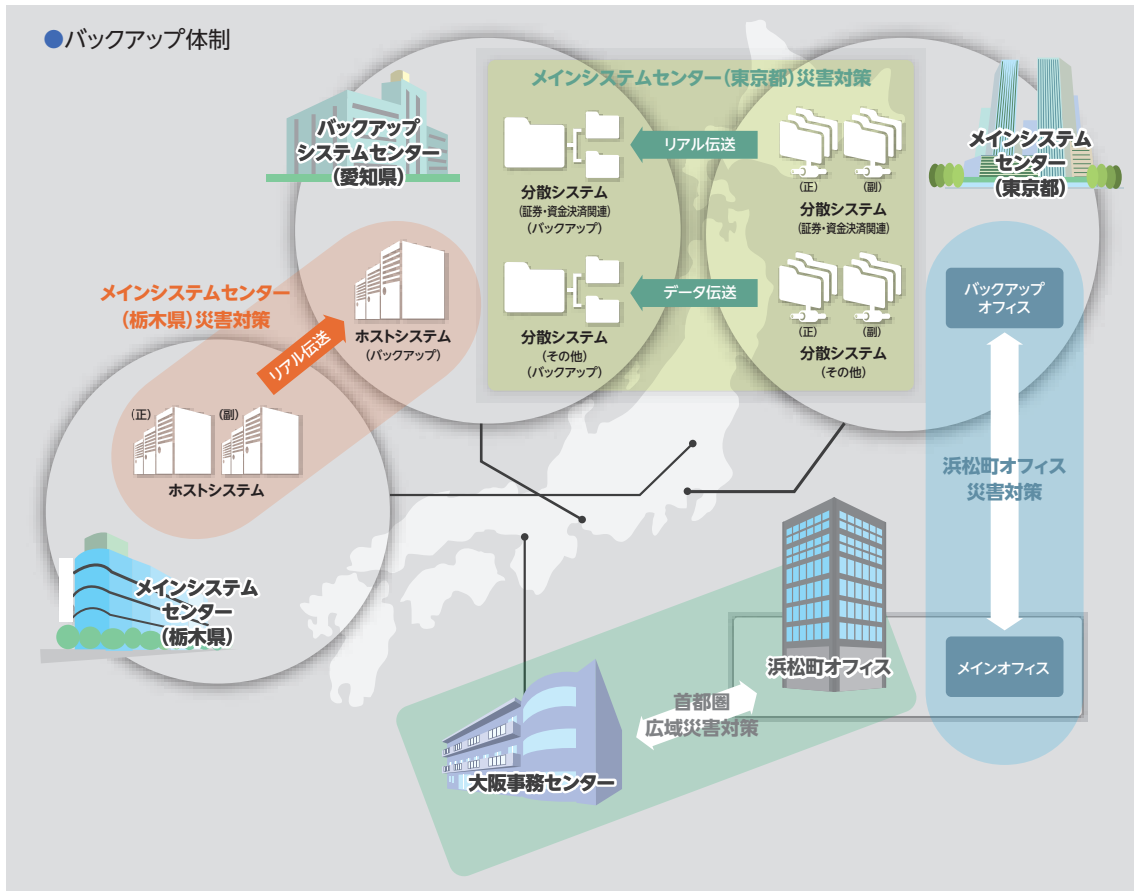 ●バックアップ体制
バックアップ
システムセンター
(愛知県)
メインシステムセンター(東京都)災害対策
メインシステム
センター
(東京都)
分散システム
(証券・資金決済関連)
(バックアップ)
リアル伝送
(正)
(副)
分散システム
(証券・資金決済関連)
分散システム
(その他)
(バックアップ)
データ伝送
(正)
(副)
分散システム
(その他)
メインシステムセンター
(栃木県)災害対策
リアル伝送
ホストシステム
(バックアップ)
(正)
(副)
ホストシステム
メインシステム
センター
(栃木県)
バックアップ
オフィス
浜松町オフィス
災害対策
メインオフィス
浜松町オフィス
首都圏
広域災害対策
大阪事務センター